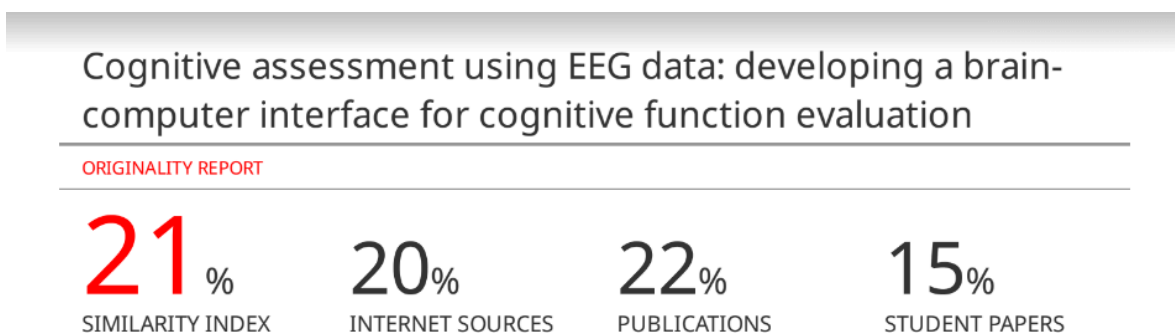 Cognitive assessment using EEG data: developing a brain-
computer interface for cognitive function evaluation
ORIGINALITY REPORT
21% 20% 22% 15%
SIMILARITY INDEX INTERNET SOURCES PUBLICATIONS STUDENT PAPERS